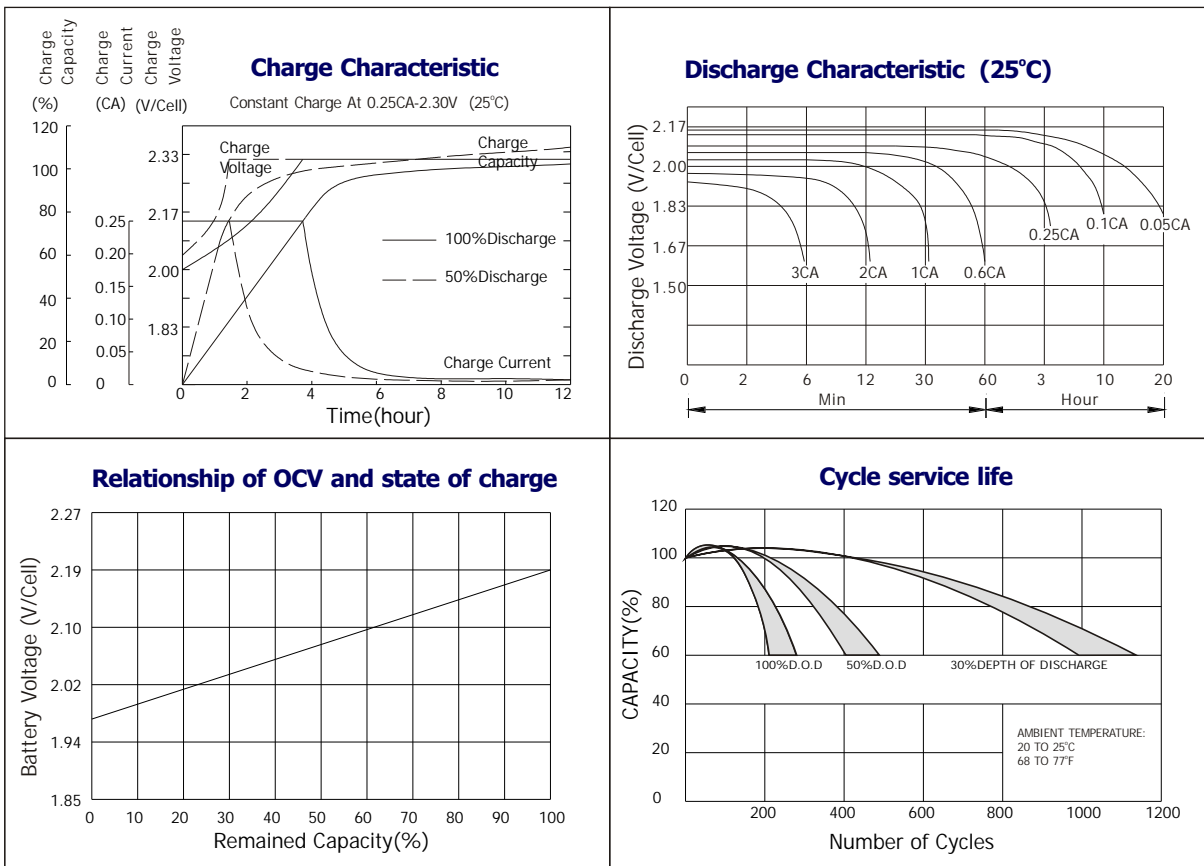 Charge Characteristic
Constant Charge At 0.25CA-2.30V (25°C)
Charge
Capacity
Charge
Current
Charge
Voltage
(%)
(CA)
(V/Cell)
120
100
80
60
40
20
0
0.25
0.20
0.15
0.10
0.05
0
2.33
2.17
2.00
1.83
Charge
Voltage
Charge
Capacity
100%Discharge
50%Discharge
Charge Current
0 2 4 6 8 10 12
Time(hour)
Discharge Characteristic (25°C)
Discharge Voltage (V/Cell)
2.17
2.00
1.83
1.67
1.50
3CA
2CA
1CA
0.6CA
0.25CA
0.1CA
0.05CA
0 2 6 12 30 60 3 10 20
Min
Hour
Relationship of OCV and state of charge
Battery Voltage (V/Cell)
2.27
2.19
2.10
2.02
1.94
1.85
0 10 20 30 40 50 60 70 80 90 100
Remained Capacity(%)
Cycle service life
CAPACITY(%)
120
100
80
60
40
20
0
100%D.O.D
50%D.O.D
30%DEPTH OF DISCHARGE
AMBIENT TEMPERATURE:
20 TO 25°C
68 TO 77°F
200 400 600 800 1000 1200
Number of Cycles